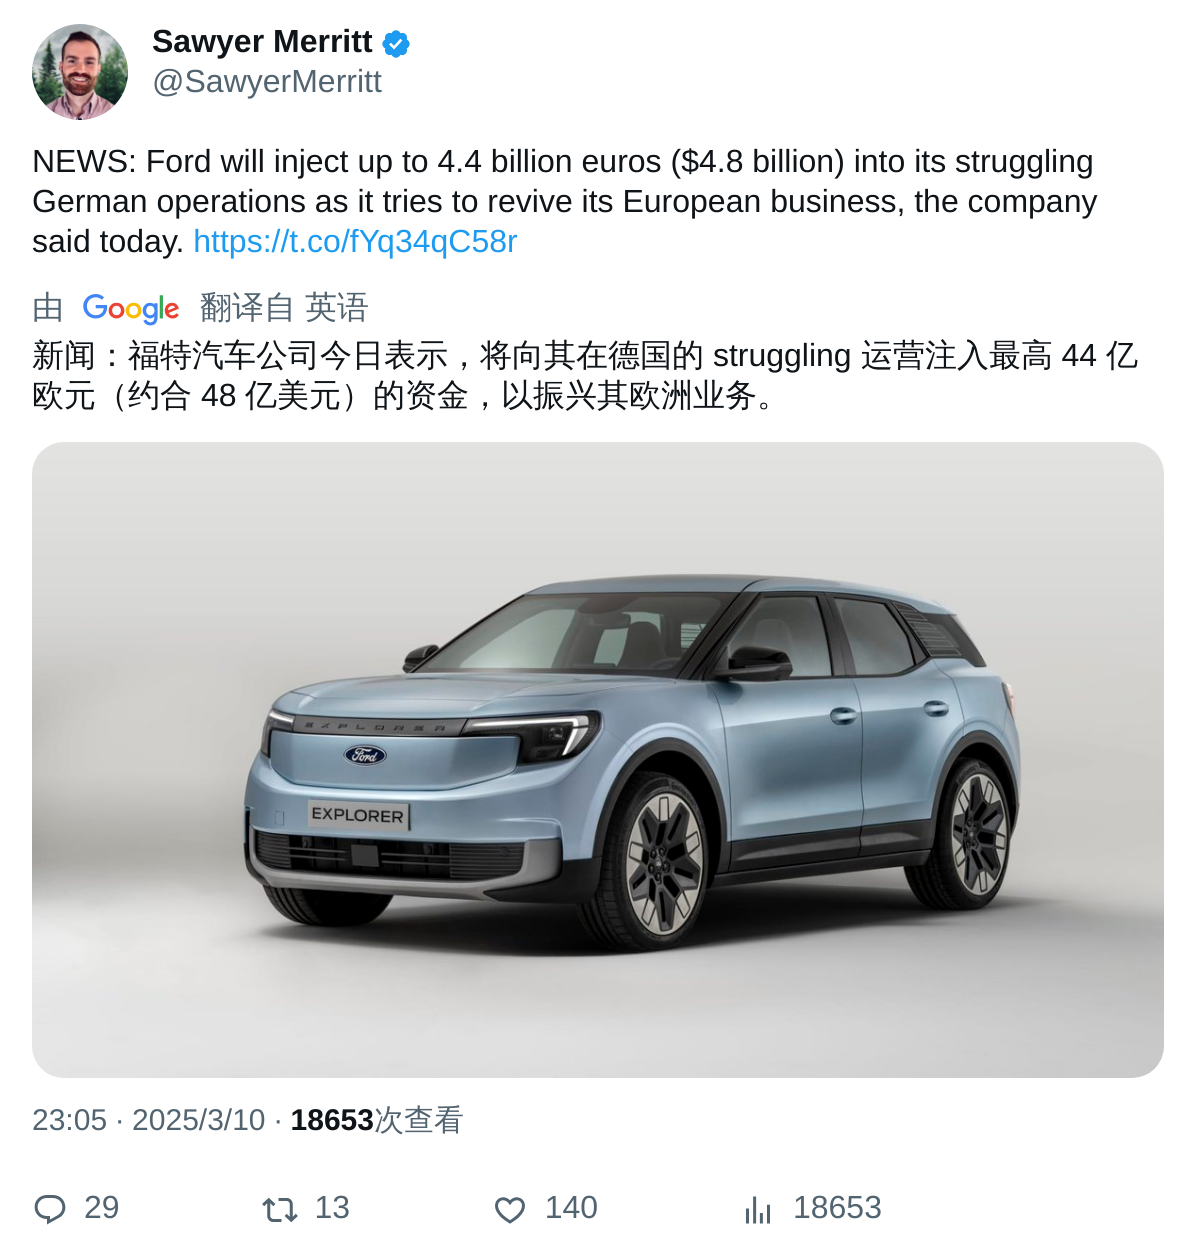 Sawyer Merritt
@SawyerMerritt
NEWS: Ford will inject up to 4.4 billion euros ($4.8 billion) into its struggling
German operations as it tries to revive its European business, the company
said today. https://t.co/fYq34qC58r
由 Google 翻译自 英语
新闻：福特汽车公司今日表示，将向其在德国的 struggling 运营注入最高 44 亿
欧元（约合 48 亿美元）的资金，以振兴其欧洲业务。
EXPLORER
Ford
EXPLORER
23:05 · 2025/3/10 · 18653次查看
29 13 140 18653